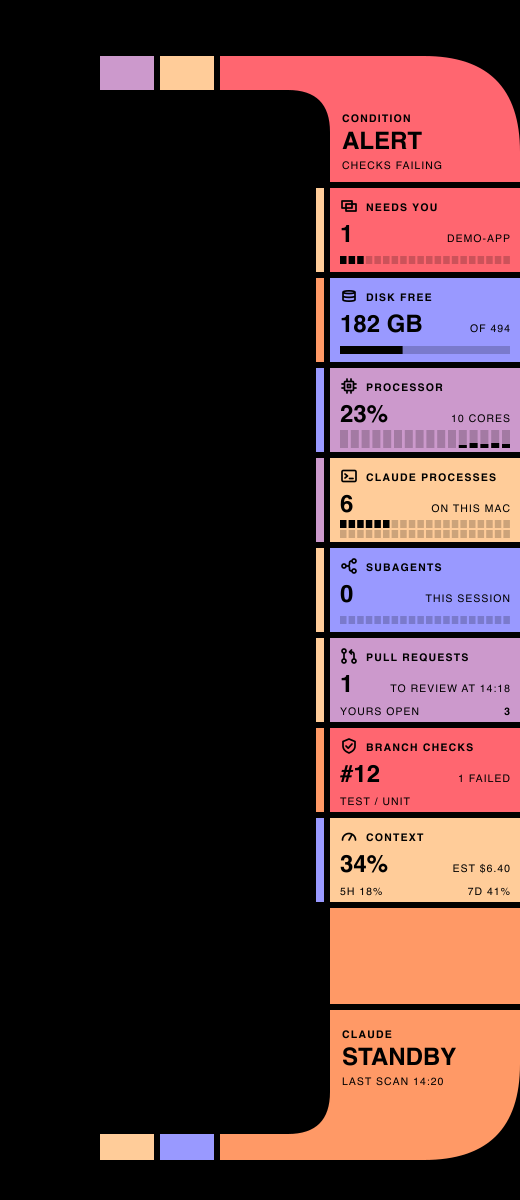 CONDITION
ALERT
CHECKS FAILING
NEEDS YOU
1 DEMO-APP
DISK FREE
182 GB OF 494
PROCESSOR
23% 10 CORES
CLAUDE PROCESSES
6 ON THIS MAC
SUBAGENTS
0 THIS SESSION
PULL REQUESTS
1 TO REVIEW AT 14:18
YOURS OPEN 3
BRANCH CHECKS
#12 1 FAILED
TEST / UNIT
CONTEXT
34% EST $6.40
5H 18% 7D 41%
CLAUDE
STANDBY
LAST SCAN 14:20